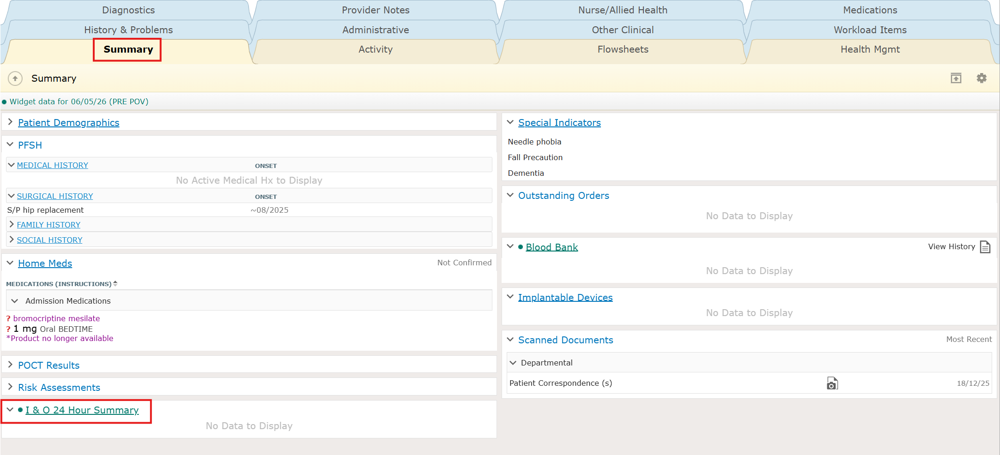 Diagnostics
Provider Notes
Nurse/Allied Health
Medications
History & Problems
Administrative
Other Clinical
Workload Items
Summary
Activity
Flowsheets
Health Mgmt
Summary
Widget data for 06/05/26 (PRE POV)
Patient Demographics
PFSH
MEDICAL HISTORY ONSET
No Active Medical Hx to Display
SURGICAL HISTORY ONSET
S/P hip replacement ~08/2025
FAMILY HISTORY
SOCIAL HISTORY
Home Meds Not Confirmed
MEDICATIONS (INSTRUCTIONS)
Admission Medications
? bromocriptine mesilate
? 1 mg Oral BEDTIME
*Product no longer available
POCT Results
Risk Assessments
I & O 24 Hour Summary
No Data to Display
Special Indicators
Needle phobia
Fall Precaution
Dementia
Outstanding Orders
No Data to Display
Blood Bank View History
No Data to Display
Implantable Devices
No Data to Display
Scanned Documents Most Recent
Departmental
Patient Correspondence (s) 18/12/25